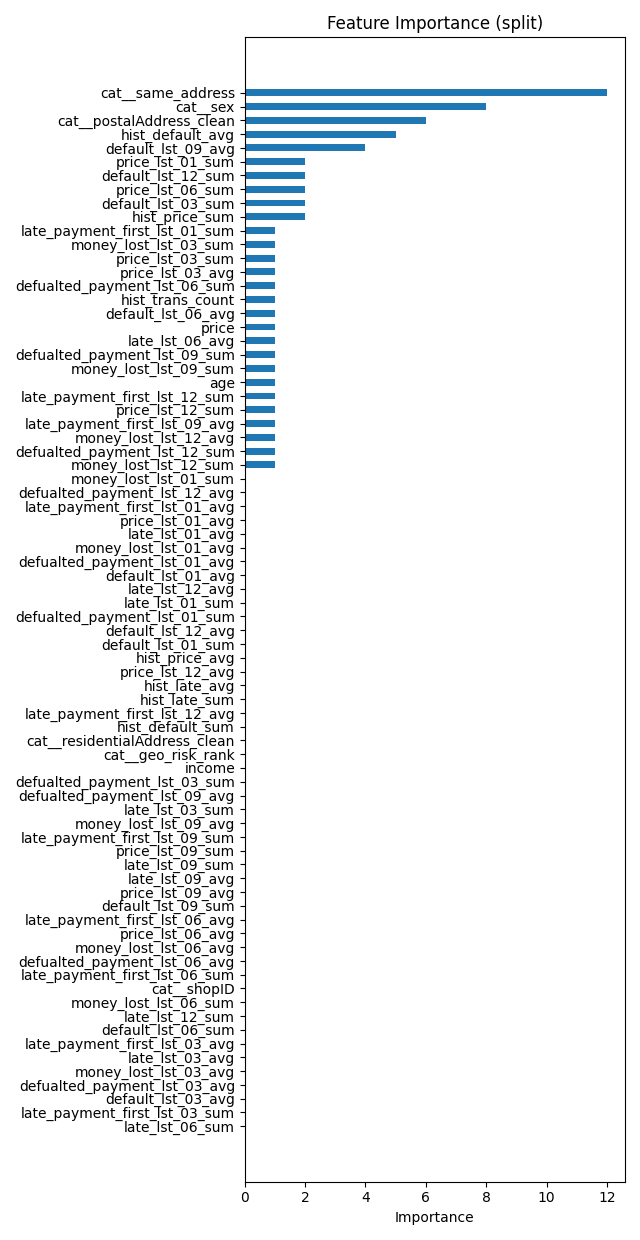 Feature Importance (split)
cat__same_address
cat__sex
cat__postalAddress_clean
hist_default_avg
default_lst_09_avg
price_lst_01_sum
default_lst_12_sum
price_lst_06_sum
default_lst_03_sum
hist_price_sum
late_payment_first_lst_01_sum
money_lost_lst_03_sum
price_lst_03_sum
price_lst_03_avg
defualted_payment_lst_06_sum
hist_trans_count
default_lst_06_avg
price
late_lst_06_avg
defualted_payment_lst_09_sum
money_lost_lst_09_sum
age
late_payment_first_lst_12_sum
price_lst_12_sum
late_payment_first_lst_09_avg
money_lost_lst_12_avg
defualted_payment_lst_12_sum
money_lost_lst_12_sum
money_lost_lst_01_sum
defualted_payment_lst_12_avg
late_payment_first_lst_01_avg
price_lst_01_avg
late_lst_01_avg
money_lost_lst_01_avg
defualted_payment_lst_01_avg
default_lst_01_avg
late_lst_12_avg
late_lst_01_sum
defualted_payment_lst_01_sum
default_lst_12_avg
default_lst_01_sum
hist_price_avg
price_lst_12_avg
hist_late_avg
hist_late_sum
late_payment_first_lst_12_avg
hist_default_sum
cat__residentialAddress_clean
cat__geo_risk_rank
income
defualted_payment_lst_03_sum
defualted_payment_lst_09_avg
late_lst_03_sum
money_lost_lst_09_avg
late_payment_first_lst_09_sum
price_lst_09_sum
late_lst_09_sum
late_lst_09_avg
price_lst_09_avg
default_lst_09_sum
late_payment_first_lst_06_avg
price_lst_06_avg
money_lost_lst_06_avg
defualted_payment_lst_06_avg
late_payment_first_lst_06_sum
cat__shopID
money_lost_lst_06_sum
late_lst_12_sum
default_lst_06_sum
late_payment_first_lst_03_avg
late_lst_03_avg
money_lost_lst_03_avg
defualted_payment_lst_03_avg
default_lst_03_avg
late_payment_first_lst_03_sum
late_lst_06_sum
0 2 4 6 8 10 12
Importance